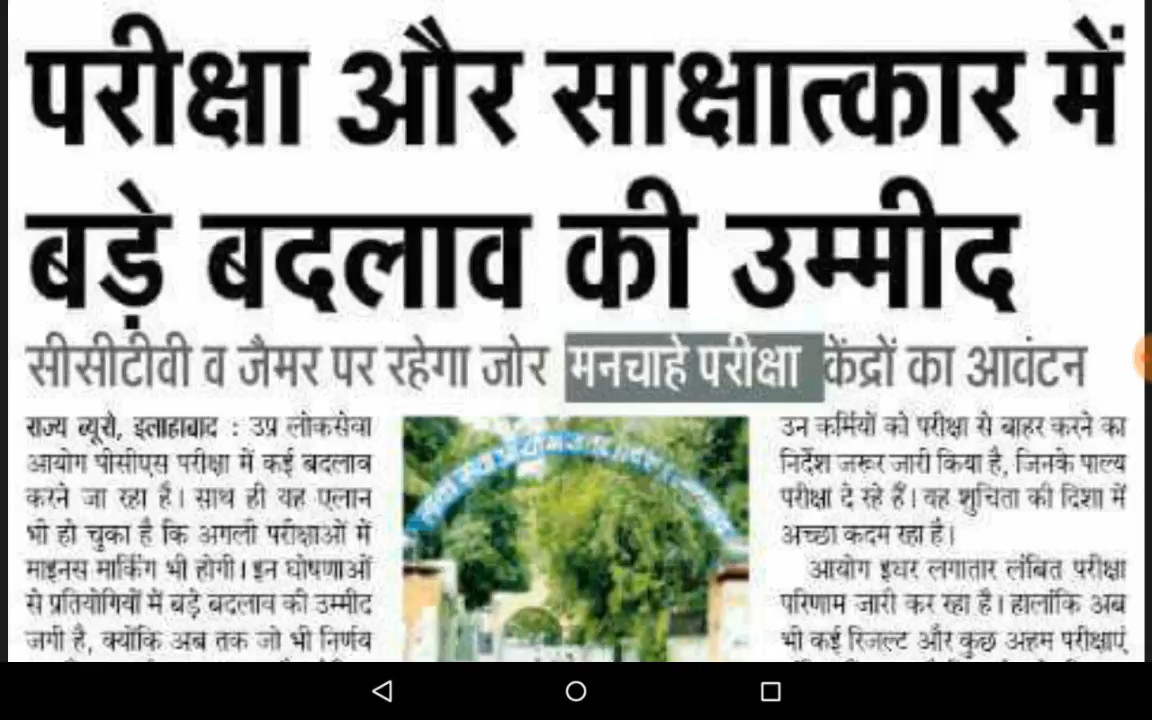 परीक्षा और साक्षात्कार में
बड़े बदलाव की उम्मीद
सीसीटीवी व जैमर पर रहेगा जोर मनचाहे परीक्षा केंद्रों का आवंटन
राज्य ब्यूरो, इलाहाबाद : उप्र लोकसेवा
आयोग पीसीएस परीक्षा में कई बदलाव
करने जा रहा है। साथ ही यह एलान
भी हो चुका है कि अगली परीक्षाओं में
माइनस मार्किंग भी होगी। इन घोषणाओं
से प्रतियोगियों में बड़े बदलाव की उम्मीद
जगी है, क्योंकि अब तक जो भी निर्णय
उन कर्मियों को परीक्षा से बाहर करने का
निर्देश जरूर जारी किया है, जिनके पाल्य
परीक्षा दे रहे हैं। यह शुचिता की दिशा में
अच्छा कदम रहा है।
आयोग इधर लगातार लंबित परीक्षा
परिणाम जारी कर रहा है। हालांकि अब
भी कई रिजल्ट और कुछ अहम परीक्षाएं